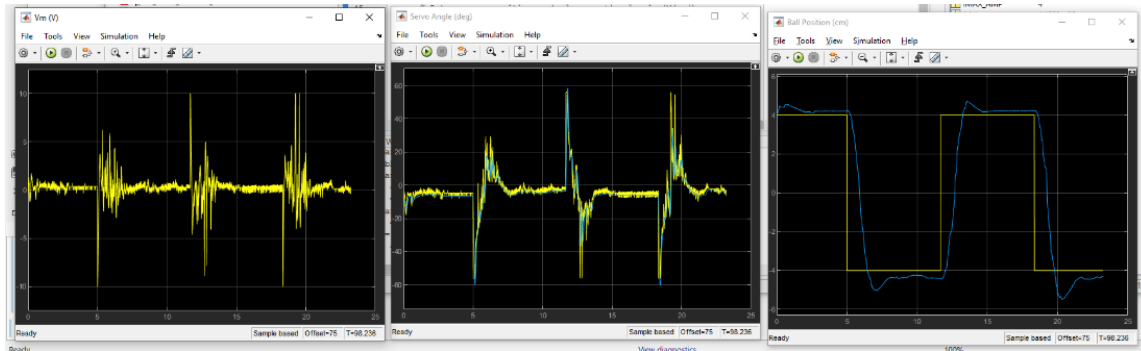 Vm (V)
File Tools View Simulation Help
10
5
0
-5
-10
0 5 10 15 20 25
Ready Sample based Offset=75 T=98.236
Ready
Servo Angle (deg)
File Tools View Simulation Help
60
40
20
0
-20
-40
-60
0 5 10 15 20 25
Ready Sample based Offset=75 T=98.236
View diagnostics
Ball Position (cm)
File Tools View Simulation Help
6
4
2
0
-2
-4
-6
0 5 10 15 20 25
Ready Sample based Offset=75 T=98.236
100%